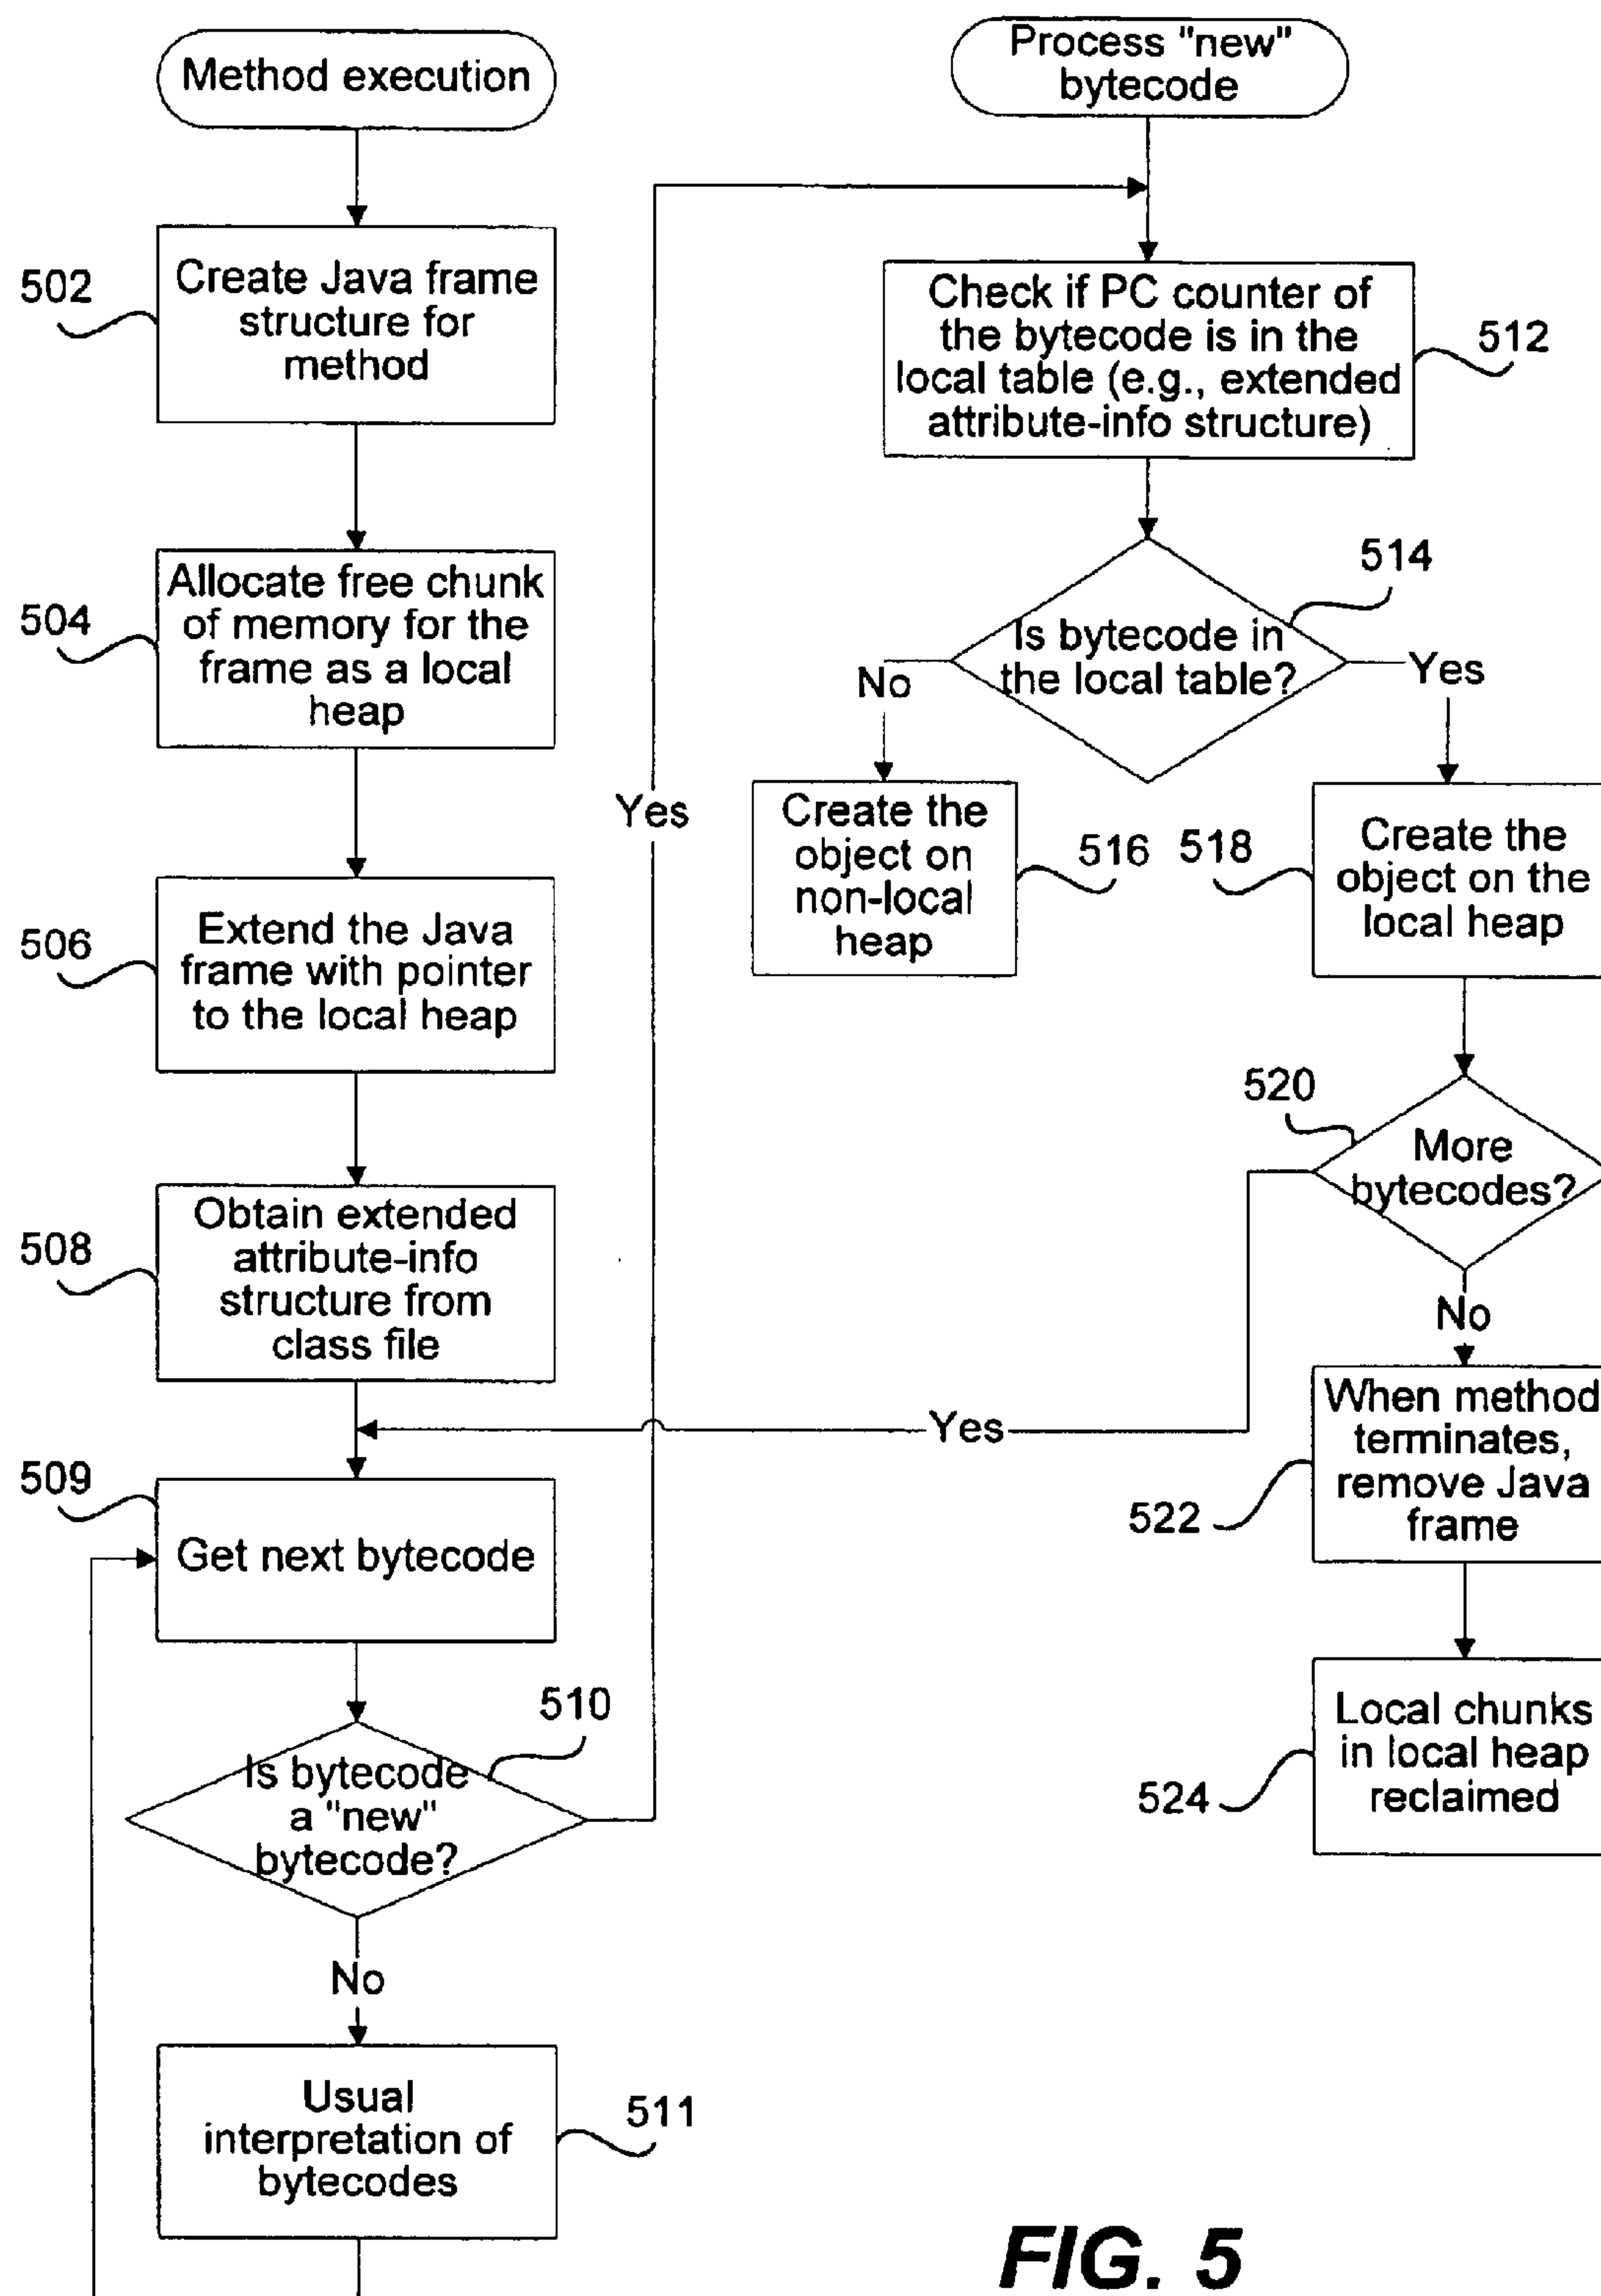 Method execution
502
Create Java frame
structure for
method
504
Allocate free chunk
of memory for the
frame as a local
heap
506
Extend the Java
frame with pointer
to the local heap
508
Obtain extended
attribute-info
structure from
class file
509
Get next bytecode
510
Is bytecode
a "new"
bytecode?
Yes
No
Usual
interpretation of
bytecodes
511
Process "new"
bytecode
Check if PC counter of
the bytecode is in the
local table (e.g., extended
attribute-info structure)
512
514
Is bytecode in
the local table?
No
Yes
Create the
object on
non-local
heap
516
518
Create the
object on the
local heap
520
More
bytecodes?
Yes
No
When method
terminates,
remove Java
frame
522
Local chunks
in local heap
reclaimed
524
FIG. 5